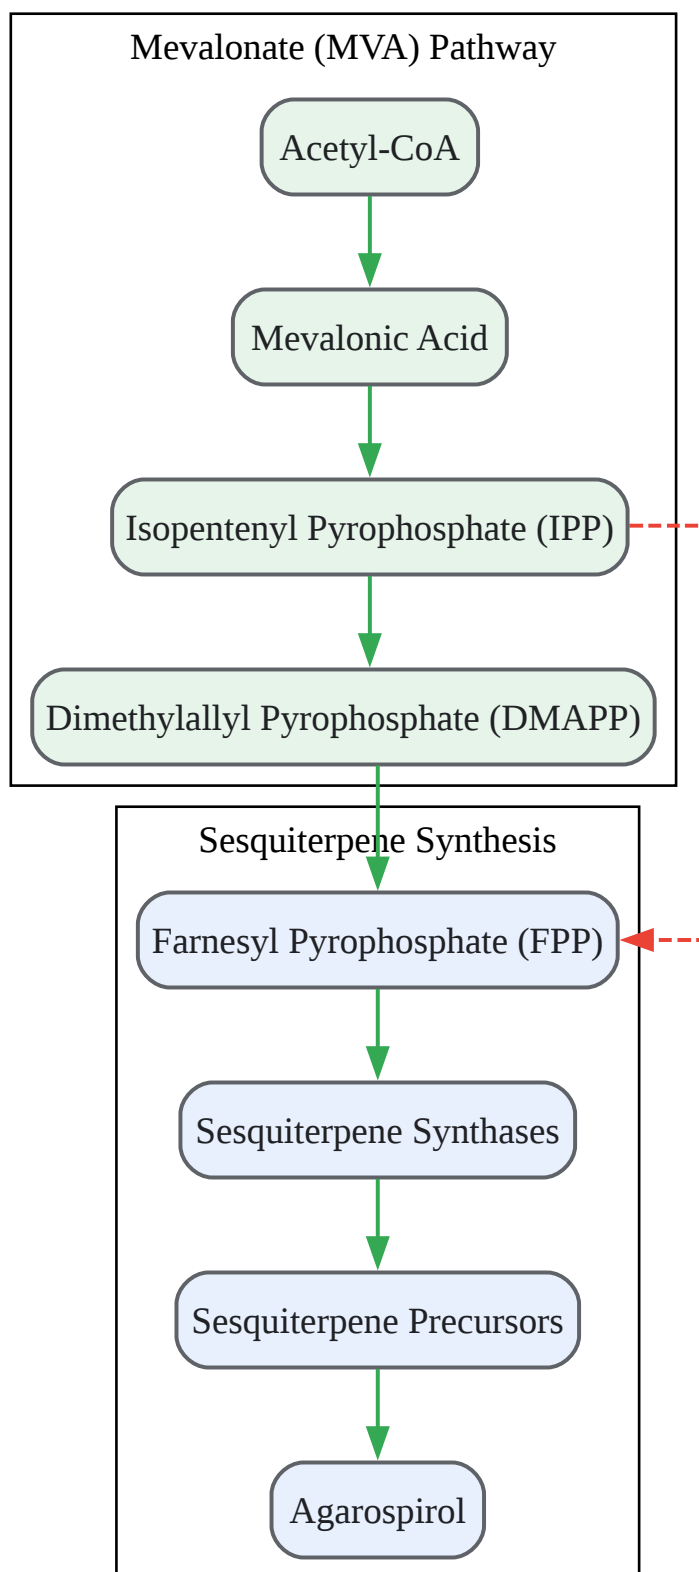 Mevalonate (MVA) Pathway
Acetyl-CoA
Mevalonic Acid
Isopentenyl Pyrophosphate (IPP)
Dimethylallyl Pyrophosphate (DMAPP)
Sesquiterpene Synthesis
Farnesyl Pyrophosphate (FPP)
Sesquiterpene Synthases
Sesquiterpene Precursors
Agarospirol